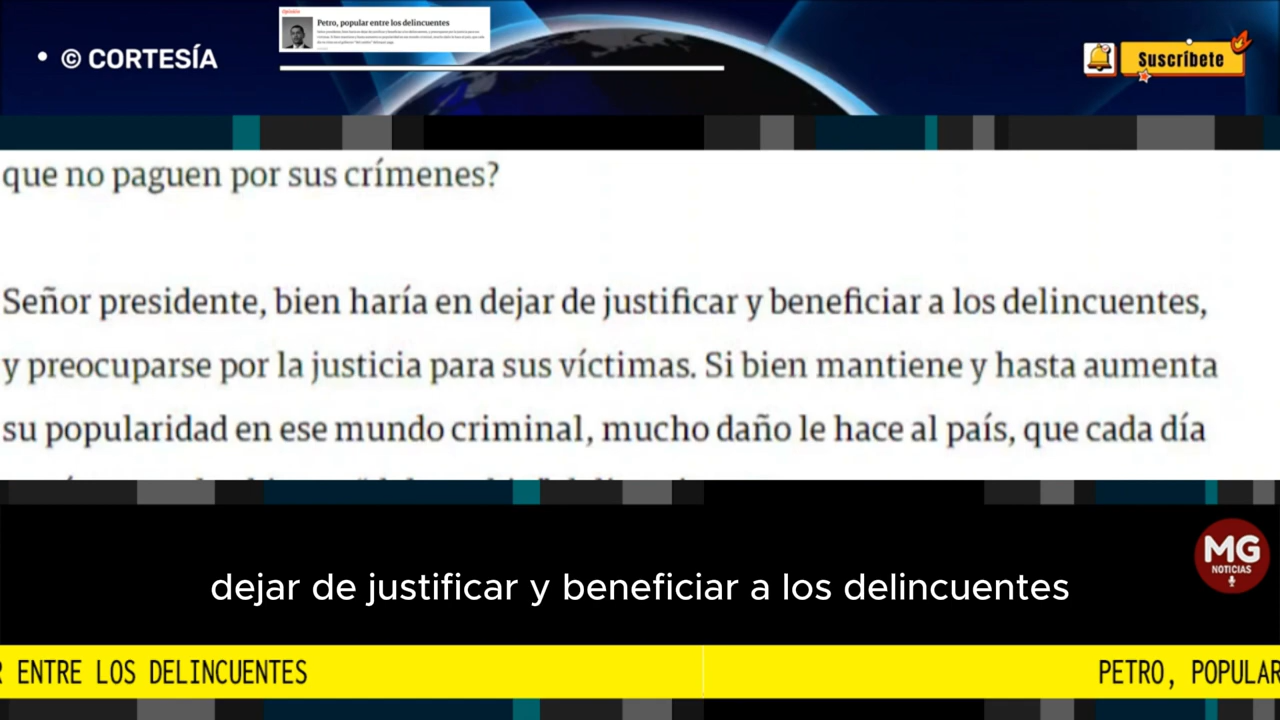 Opinión
Petro, popular entre los delincuentes
• © CORTESÍA
Suscríbete
que no paguen por sus crímenes?
Señor presidente, bien haría en dejar de justificar y beneficiar a los delincuentes,
y preocuparse por la justicia para sus víctimas. Si bien mantiene y hasta aumenta
su popularidad en ese mundo criminal, mucho daño le hace al país, que cada día
MG
NOTICIAS
dejar de justificar y beneficiar a los delincuentes
ENTRE LOS DELINCUENTES
PETRO, POPULAR